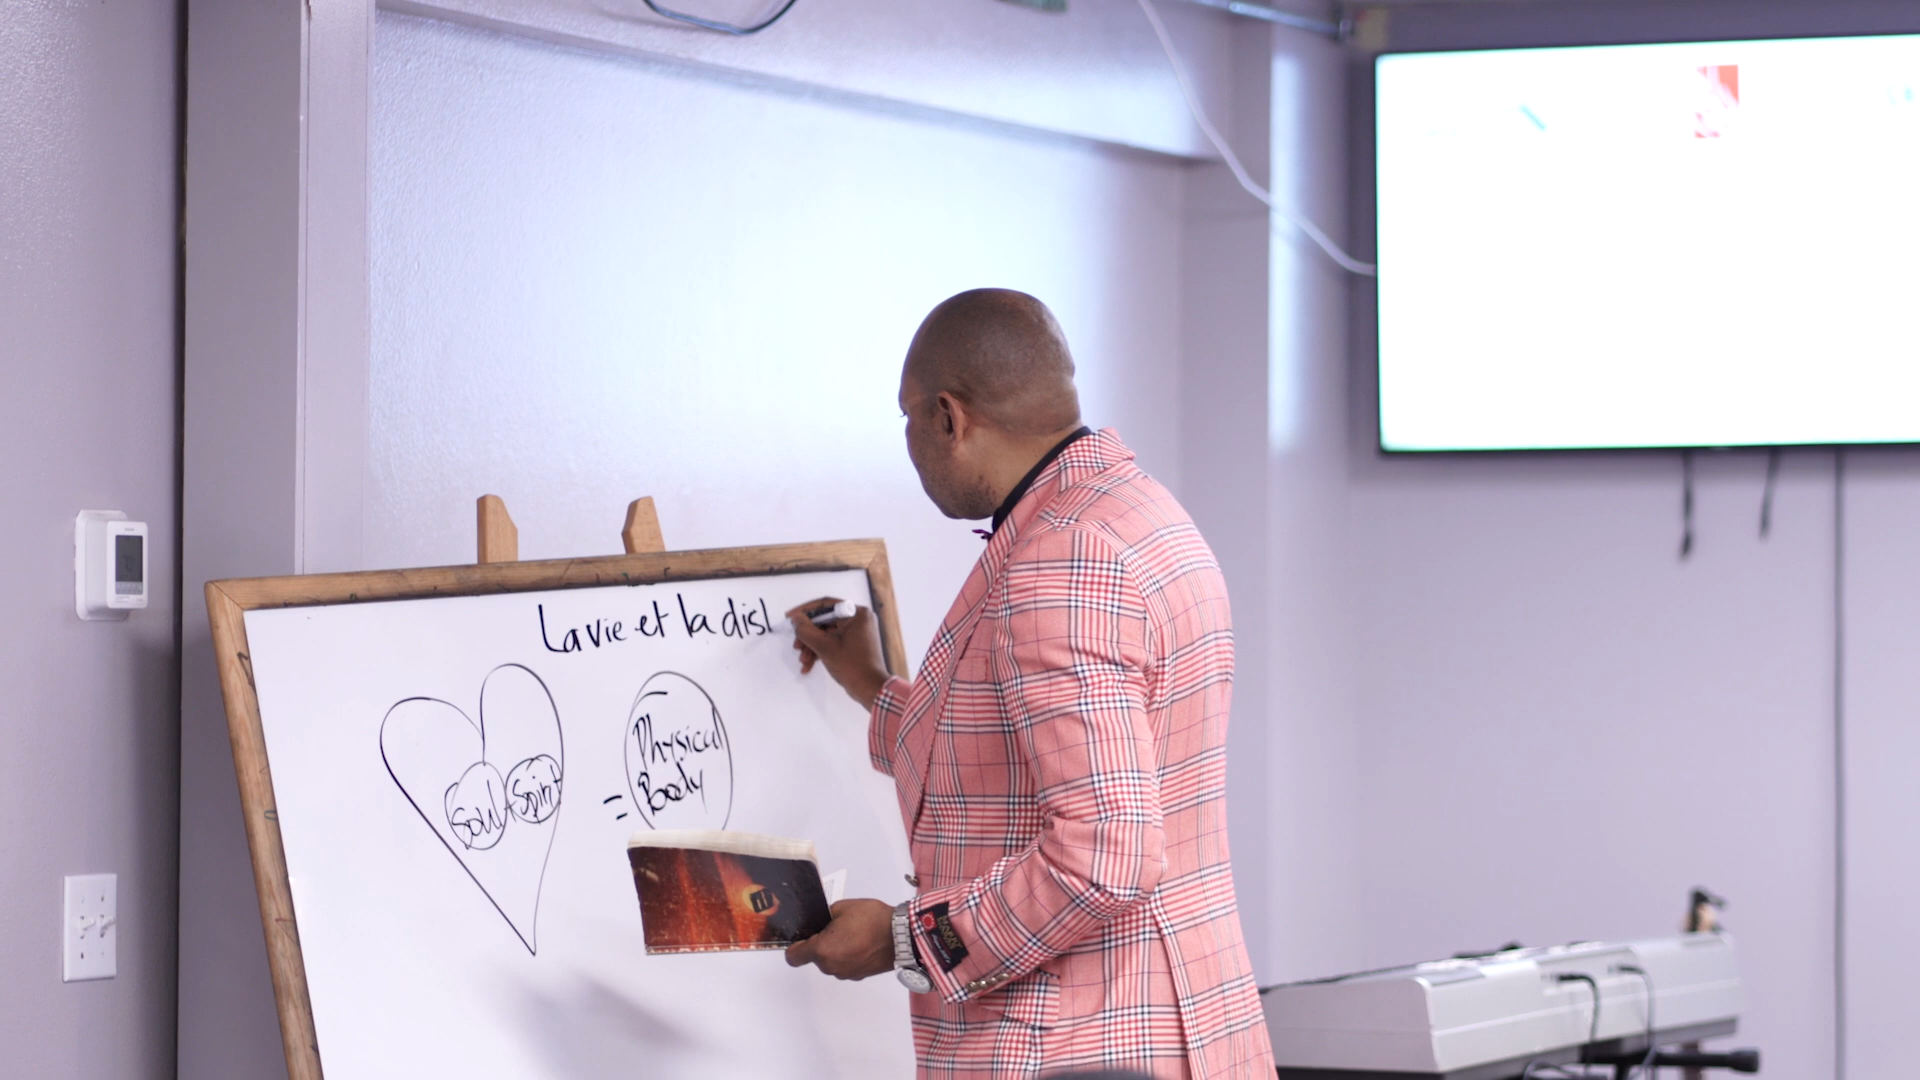 La vie et la disl
Soul + Spirit
=
Physical
Body